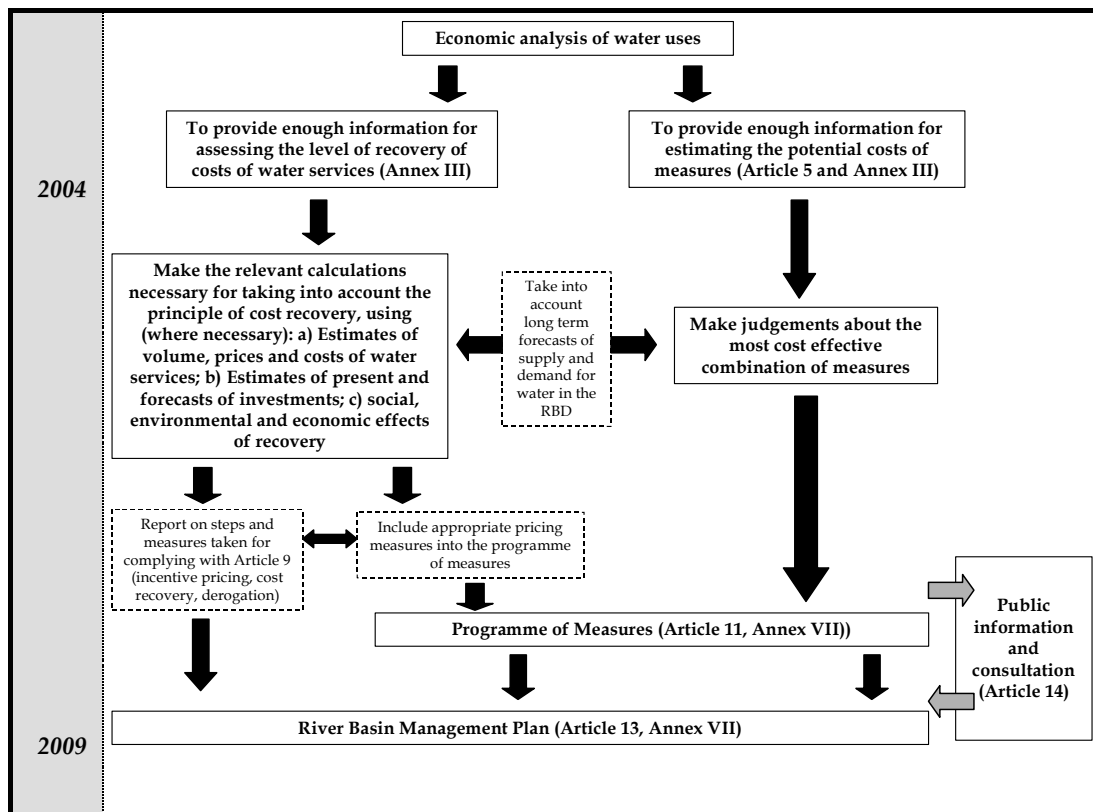 Economic analysis of water uses
To provide enough information for
assessing the level of recovery of
costs of water services (Annex III)
To provide enough information for
estimating the potential costs of
measures (Article 5 and Annex III)
2004
Make the relevant calculations
necessary for taking into account the
principle of cost recovery, using
(where necessary): a) Estimates of
volume, prices and costs of water
services; b) Estimates of present and
forecasts of investments; c) social,
environmental and economic effects
of recovery
Take into
account
long term
forecasts of
supply and
demand for
water in the
RBD
Make judgements about the
most cost effective
combination of measures
Report on steps and
measures taken for
complying with Article 9
(incentive pricing, cost
recovery, derogation)
Include appropriate pricing
measures into the programme
of measures
Programme of Measures (Article 11, Annex VII))
Public
information
and
consultation
(Article 14)
River Basin Management Plan (Article 13, Annex VII)
2009